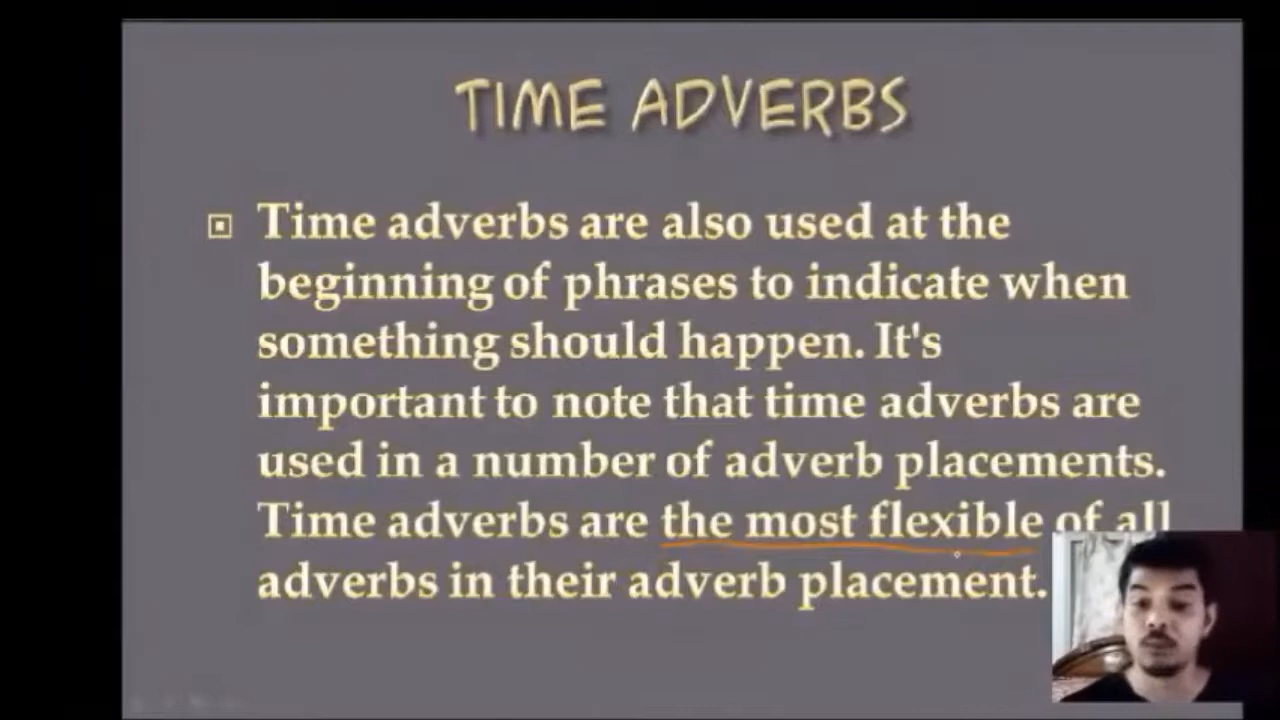 TIME ADVERBS
Time adverbs are also used at the
beginning of phrases to indicate when
something should happen. It's
important to note that time adverbs are
used in a number of adverb placements.
Time adverbs are the most flexible of all
adverbs in their adverb placement.